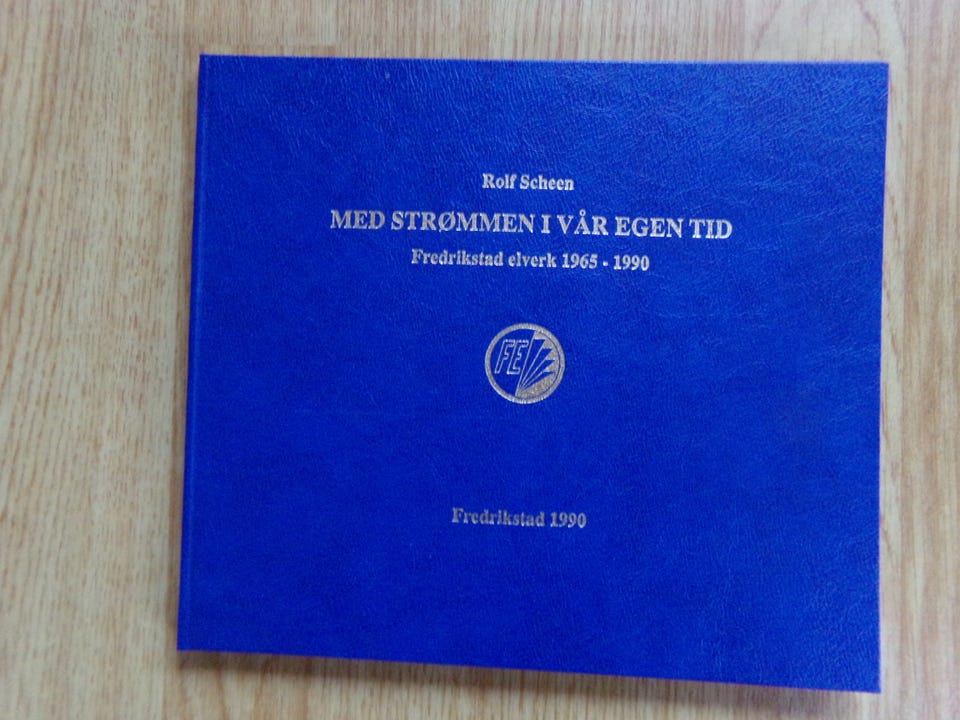 Rolf Scheen
MED STRØMMEN I VÅR EGEN TID
Fredrikstad elverk 1965 - 1990
FE
Fredrikstad 1990